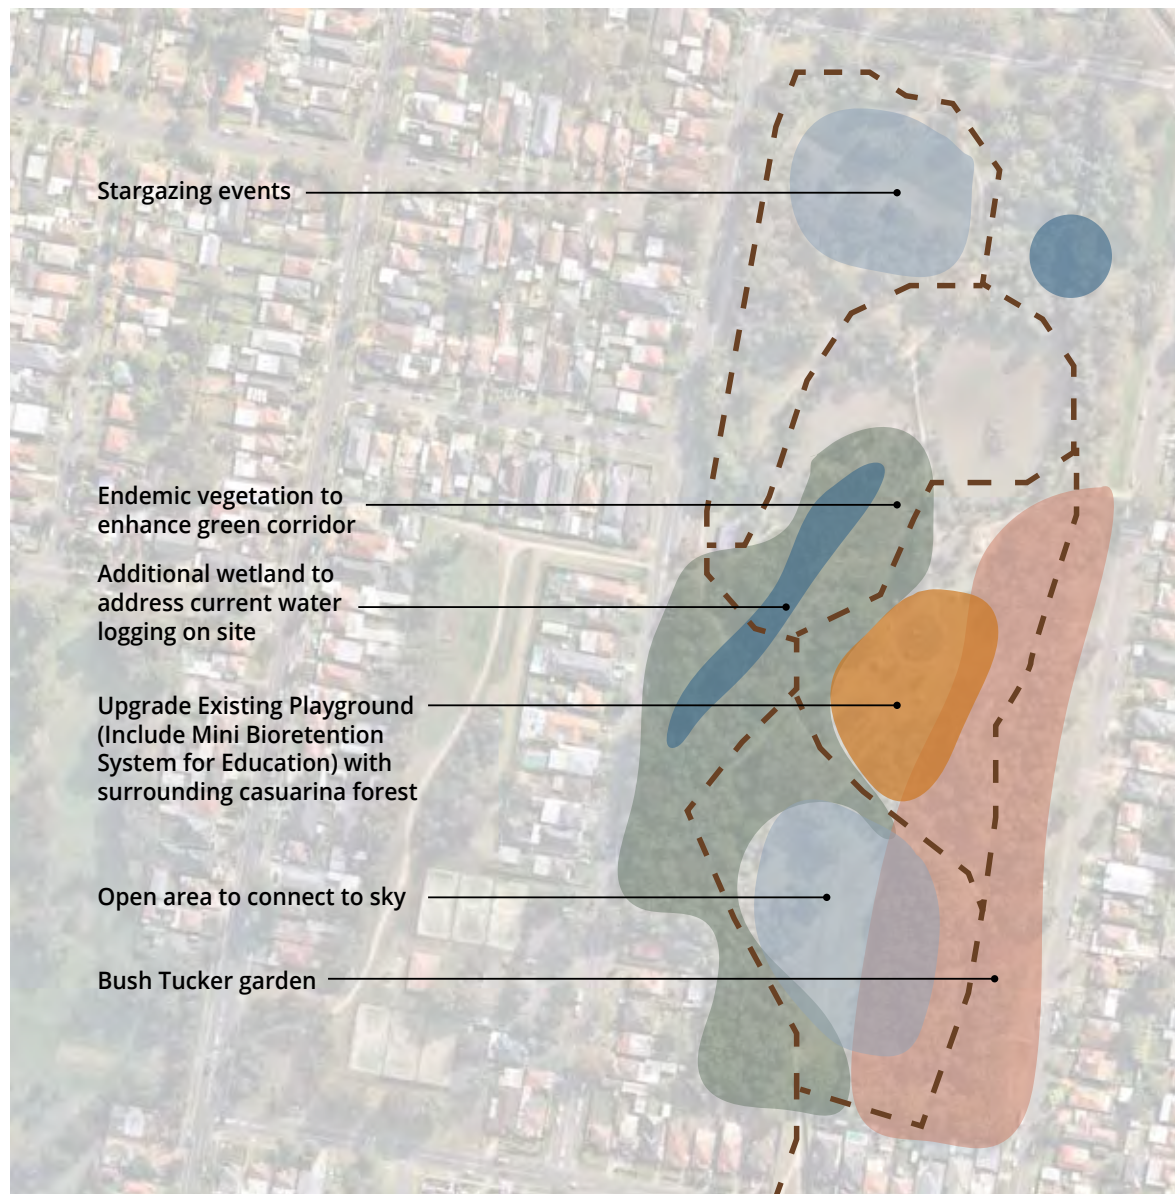 Stargazing events
Endemic vegetation to
enhance green corridor
Additional wetland to
address current water
logging on site
Upgrade Existing Playground
(Include Mini Bioretention
System for Education) with
surrounding casuarina forest
Open area to connect to sky
Bush Tucker garden